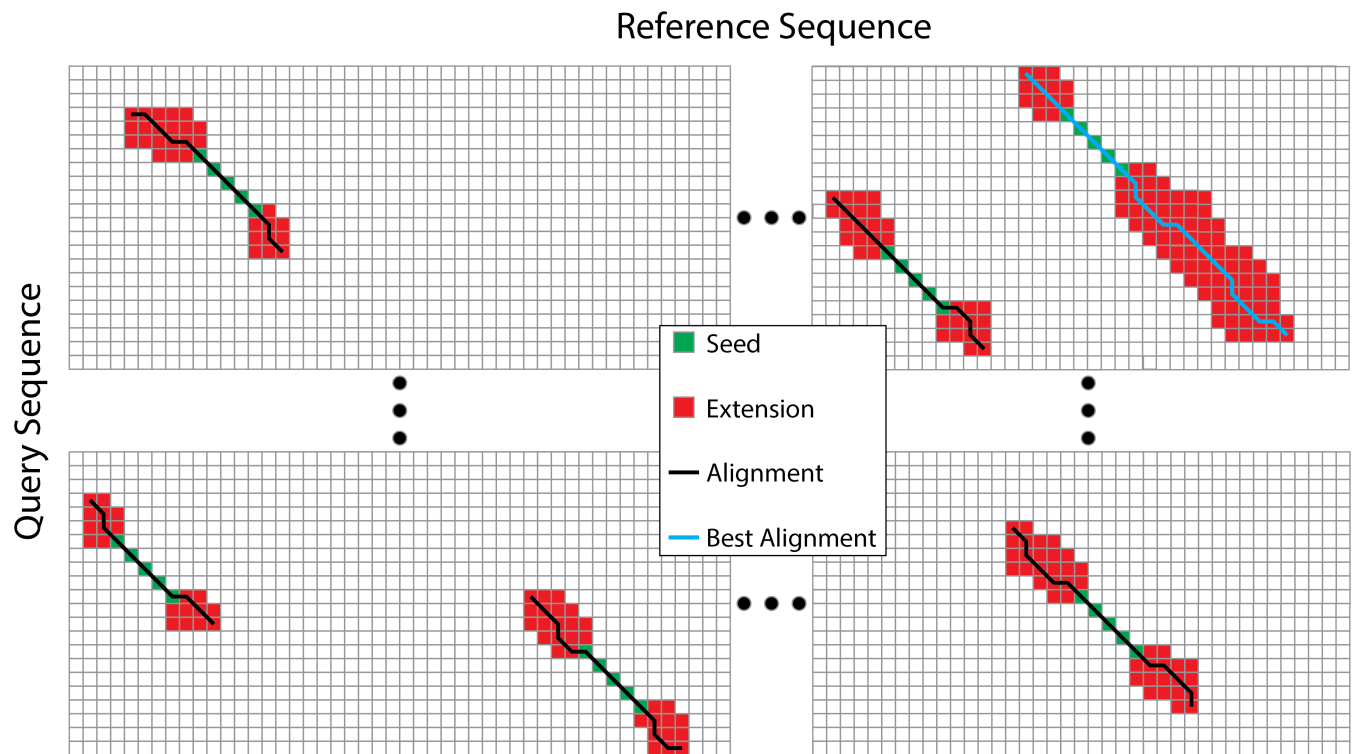 Reference Sequence
Query Sequence
Seed
Extension
Alignment
Best Alignment